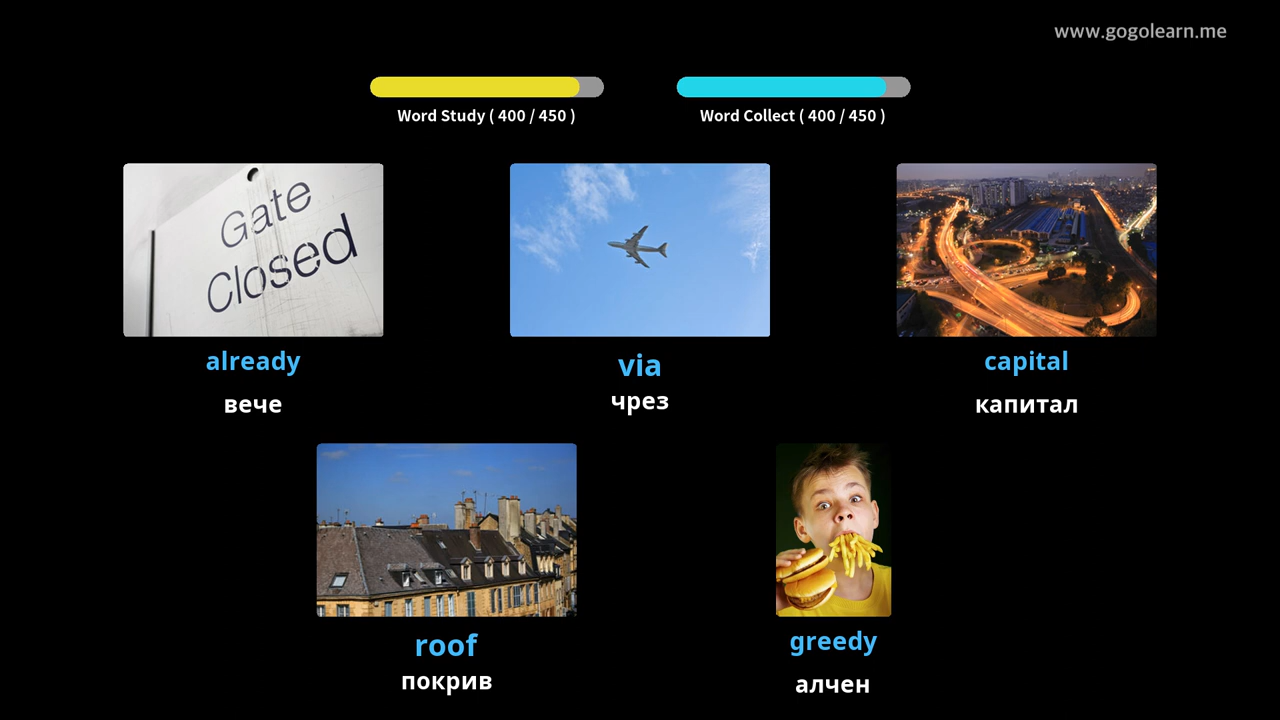 www.gogolearn.me
Word Study ( 400 / 450 )
Word Collect ( 400 / 450 )
Gate
Closed
already
вече
via
чрез
capital
капитал
roof
покрив
greedy
алчен